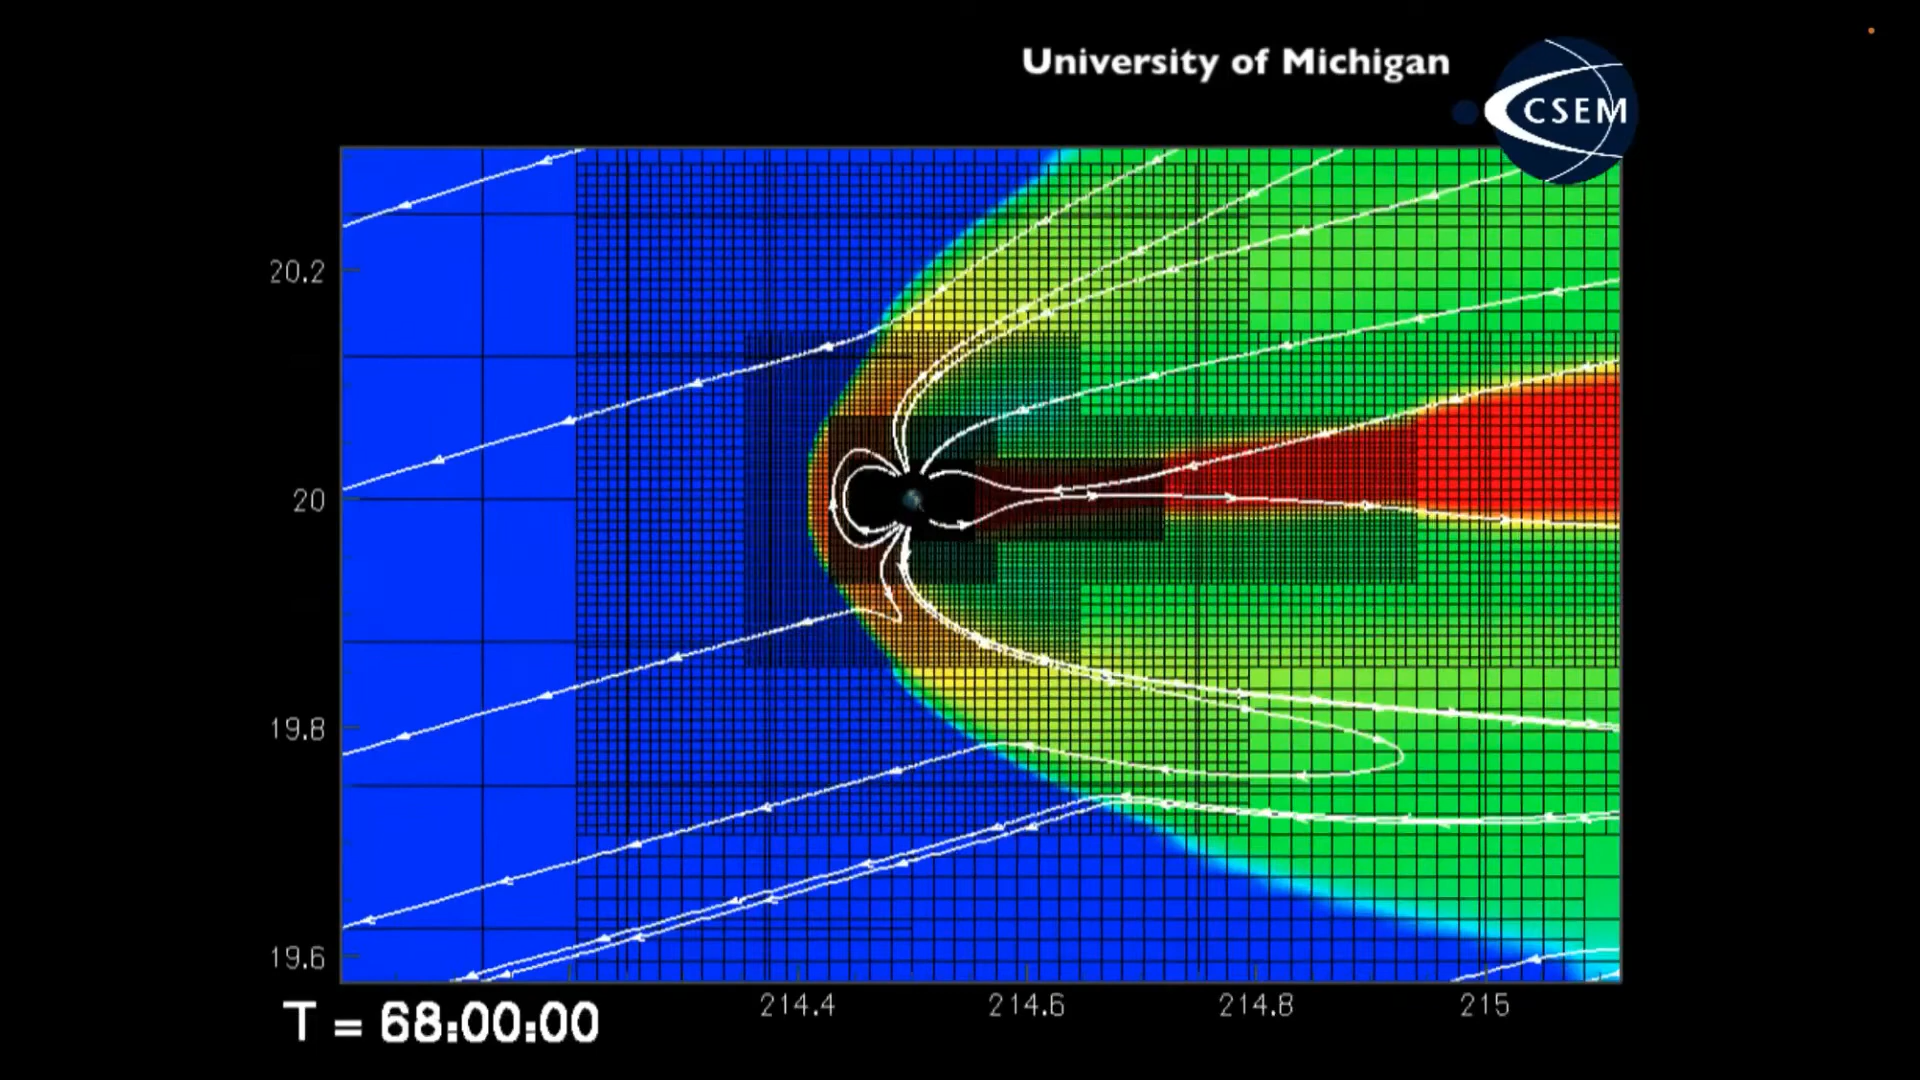 University of Michigan
CSEM
20.2
20
19.8
19.6
214.4 214.6 214.8 215
T = 68:00:00